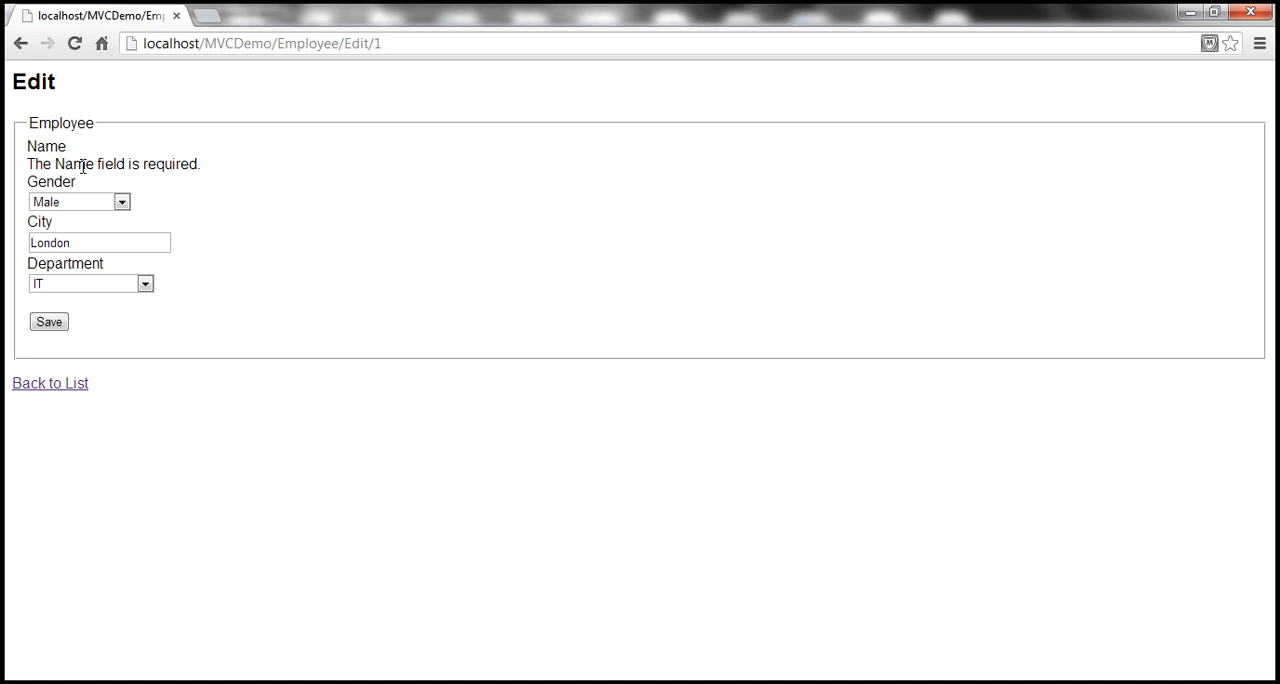 localhost/MVCDemo/Emp
localhost/MVCDemo/Employee/Edit/1
Edit
Employee
Name
The Name field is required.
Gender
Male
City
London
Department
IT
Save
Back to List